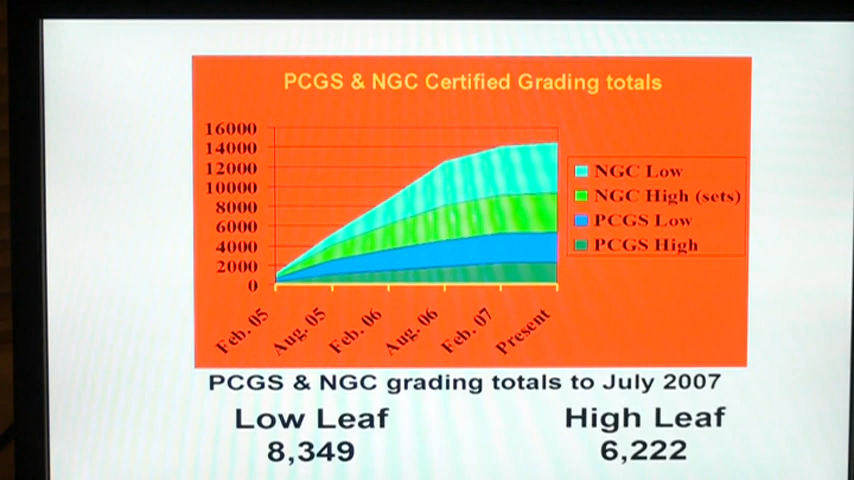 PCGS & NGC Certified Grading totals
16000
14000
12000
10000
8000
6000
4000
2000
0
Feb. 05
Aug. 05
Feb. 06
Aug. 06
Feb. 07
Present
NGC Low
NGC High (sets)
PCGS Low
PCGS High
PCGS & NGC grading totals to July 2007
Low Leaf
High Leaf
8,349
6,222